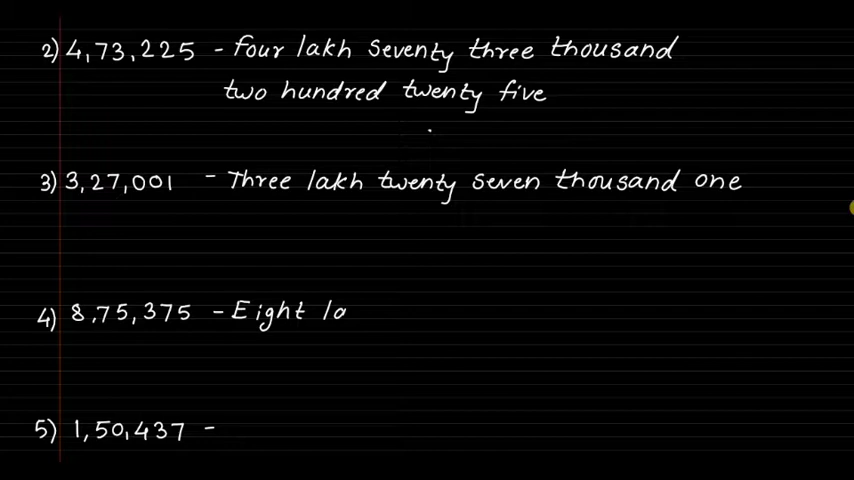 2) 4,73,225 - four lakh seventy three thousand
two hundred twenty five
3) 3,27,001 - Three lakh twenty seven thousand one
4) 8,75,375 - Eight la
5) 1,50,437 -